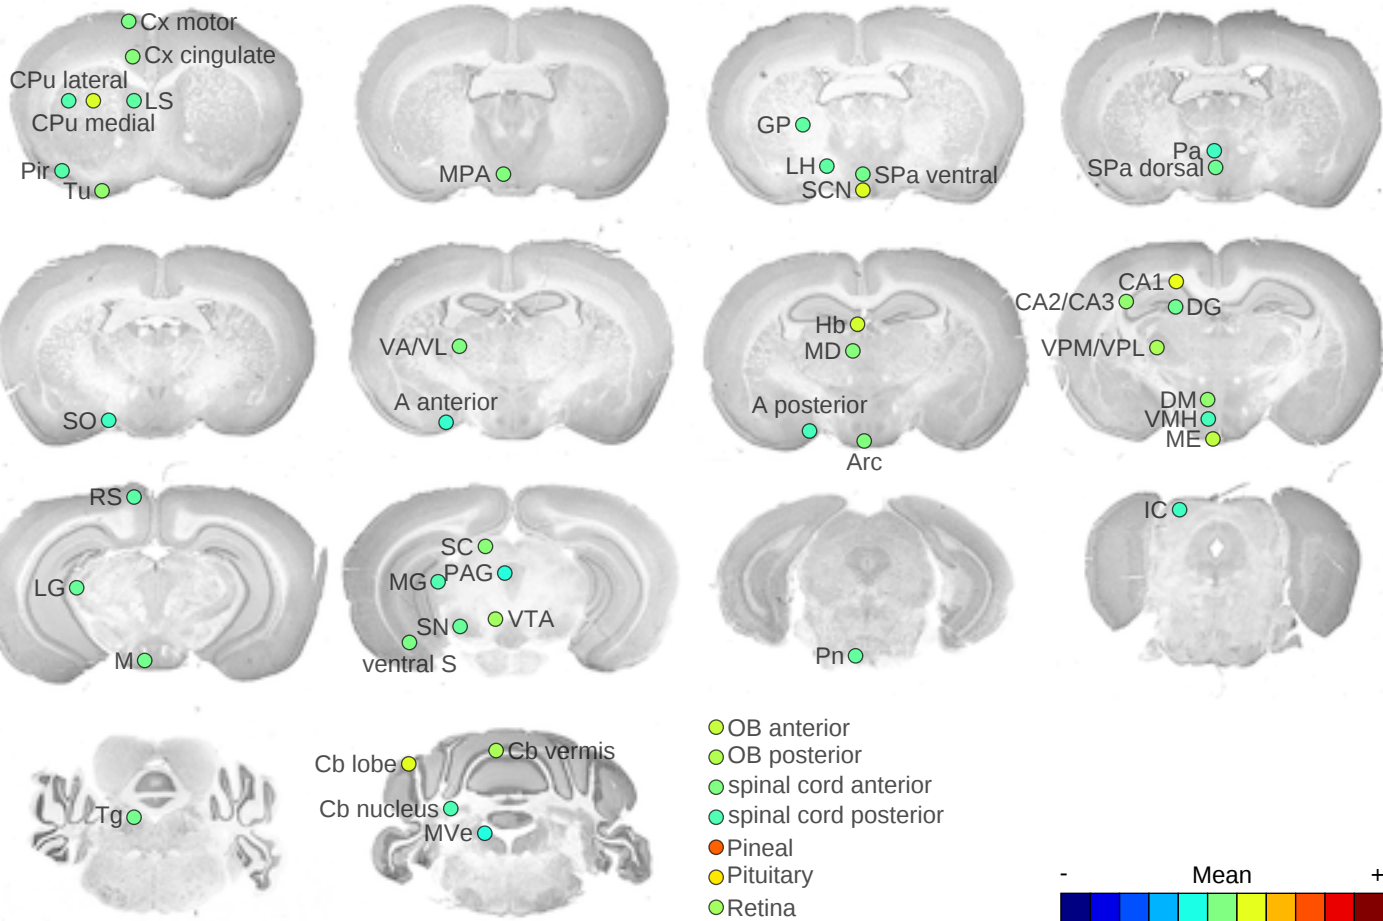 Cx motor
Cx cingulate
CPu lateral
LS
CPu medial
Pir
Tu
MPA
GP
LH
SPa ventral
SCN
Pa
SPa dorsal
SO
VA/VL
A anterior
Hb
MD
A posterior
Arc
CA1
CA2/CA3
DG
VPM/VPL
DM
VMH
ME
RS
LG
M
SC
PAG
MG
VTA
SN
ventral S
Pn
IC
Tg
Cb vermis
Cb lobe
Cb nucleus
MVe
OB anterior
OB posterior
spinal cord anterior
spinal cord posterior
Pineal
Pituitary
Retina
- Mean +